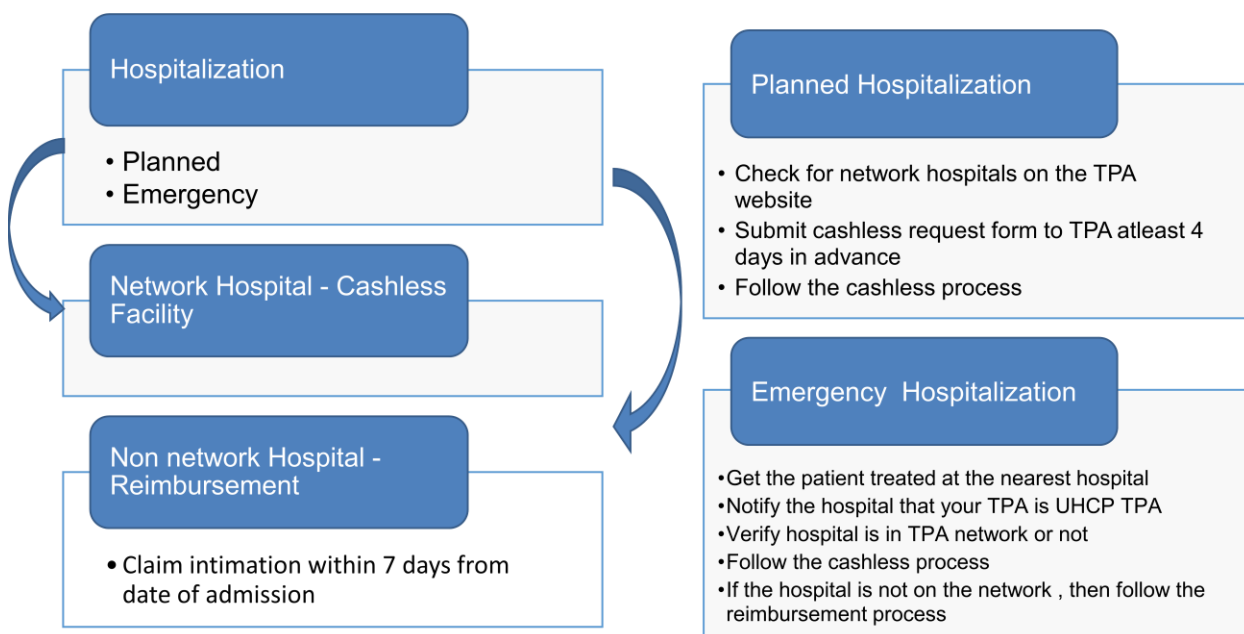 Hospitalization
• Planned
• Emergency
Network Hospital - Cashless
Facility
Non network Hospital -
Reimbursement
• Claim intimation within 7 days from
date of admission
Planned Hospitalization
• Check for network hospitals on the TPA
website
• Submit cashless request form to TPA atleast 4
days in advance
• Follow the cashless process
Emergency  Hospitalization
•Get the patient treated at the nearest hospital
•Notify the hospital that your TPA is UHCP TPA
•Verify hospital is in TPA network or not
•Follow the cashless process
•If the hospital is not on the network , then follow the
reimbursement process